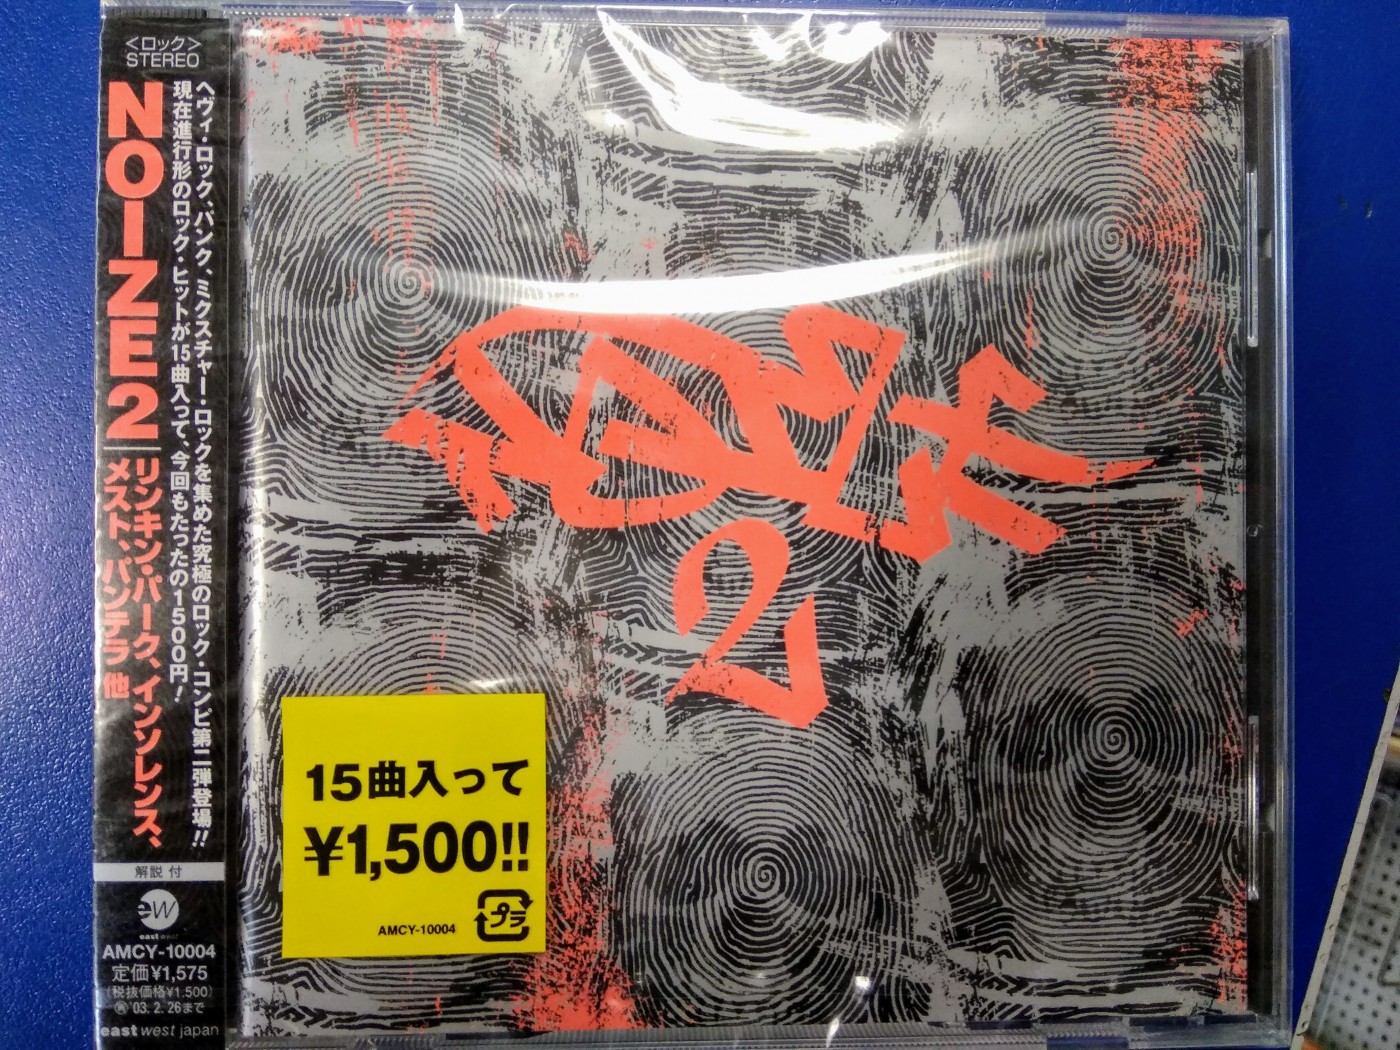 <ロック>
STEREO
NOIZE2
ヘヴィ・ロック、パンク、ミクスチャー・ロックを集めた究極のロック・コンピ第二弾登場!!
現在進行形のロック・ヒットが15曲入って、今回もたったの1500円!
リンキン・パーク、インソレンス、
メスト、パンテラ 他
解説 付
eW
east west
AMCY-10004
定価¥1,575
(税抜価格¥1,500)
'03.2.26まで
east west japan
2
15曲入って
¥1,500!!
プラ
AMCY-10004